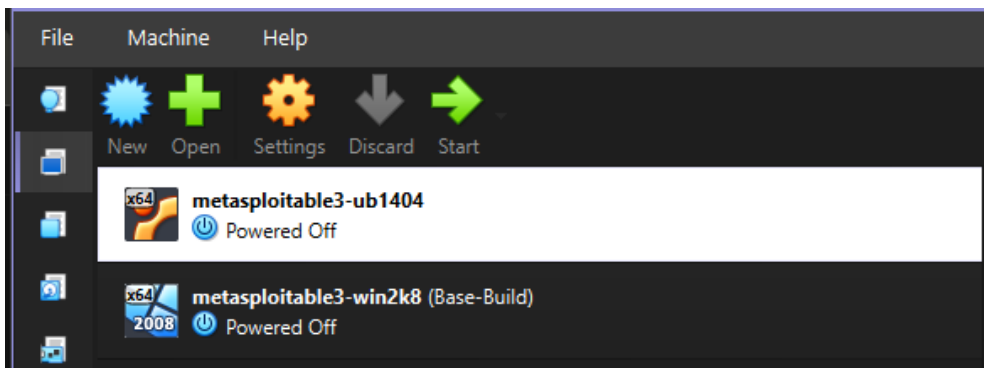 File Machine Help
New Open Settings Discard Start
x64
metasploitable3-ub1404
Powered Off
x64
2008
metasploitable3-win2k8 (Base-Build)
Powered Off